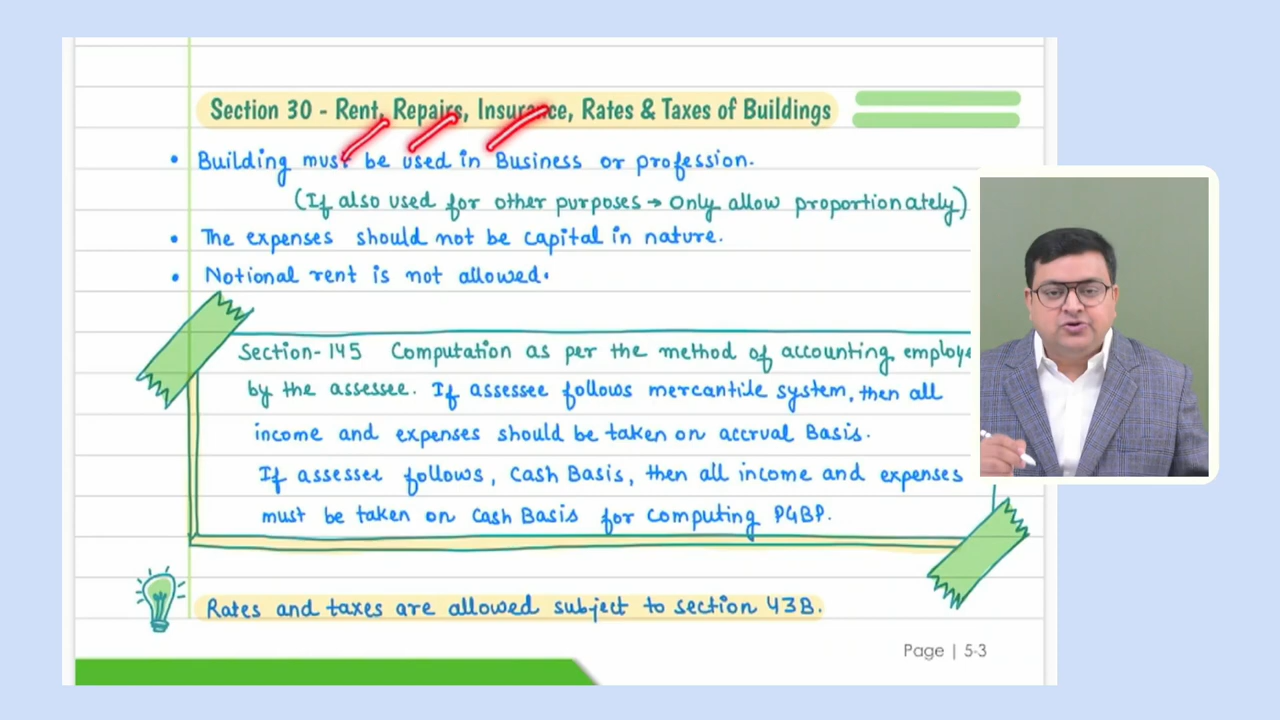 Section 30 - Rent, Repairs, Insurance, Rates & Taxes of Buildings
• Building must be used in Business or profession.
(If also used for other purposes → Only allow proportionately)
• The expenses should not be capital in nature.
• Notional rent is not allowed.
Section-145 Computation as per the method of accounting employe
by the assessee. If assessee follows mercantile system, then all
income and expenses should be taken on accrual Basis.
If assessee follows, Cash Basis, then all income and expenses
must be taken on Cash Basis for computing PGBP.
Rates and taxes are allowed subject to section 43B.
Page | 5-3